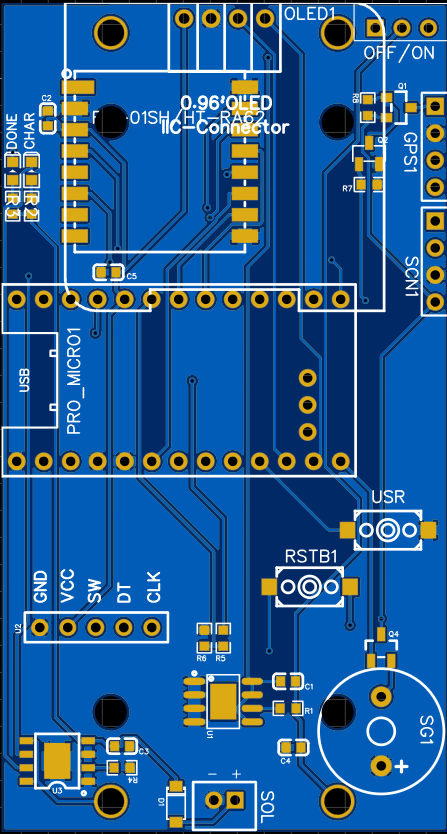 OLED1
OFF/ON
Q1
R8
C2
0.96'OLED
-01SH/HT-RA62
IIC-Connector
DONE
CHAR
GPS1
Q2
R7
R3
R2
C5
SCN1
USB
PRO_MICRO1
USR
RSTB1
GND
VCC
SW
DT
CLK
U2
R6
R5
Q4
C1
U1
R1
SG1
C3
C4
R4
U3
D1
- +
SOL
+